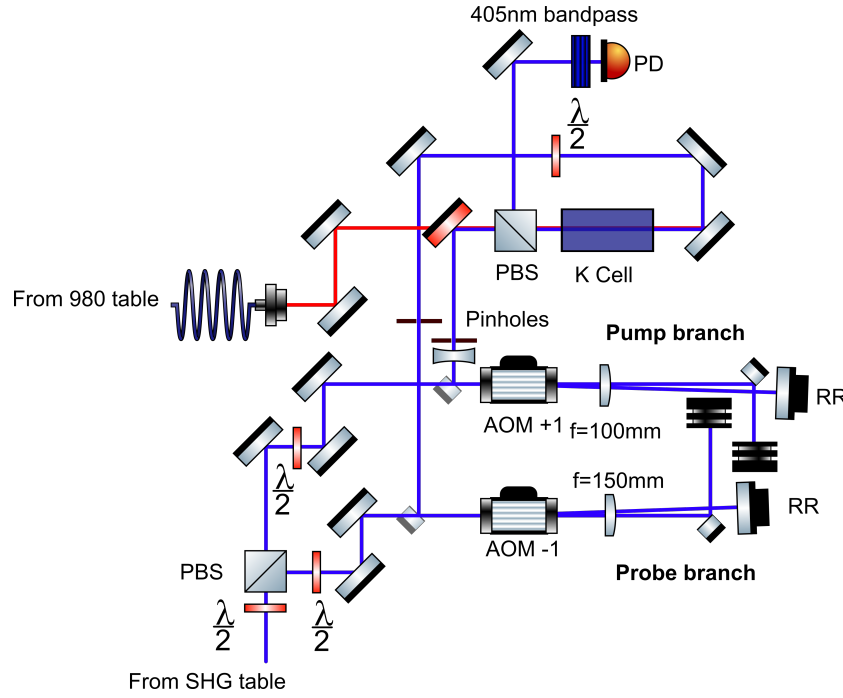 405nm bandpass
PD
λ
2
PBS
K Cell
From 980 table
Pinholes
Pump branch
RR
AOM +1
f=100mm
λ
2
f=150mm
RR
AOM -1
PBS
Probe branch
λ
2
λ
2
From SHG table